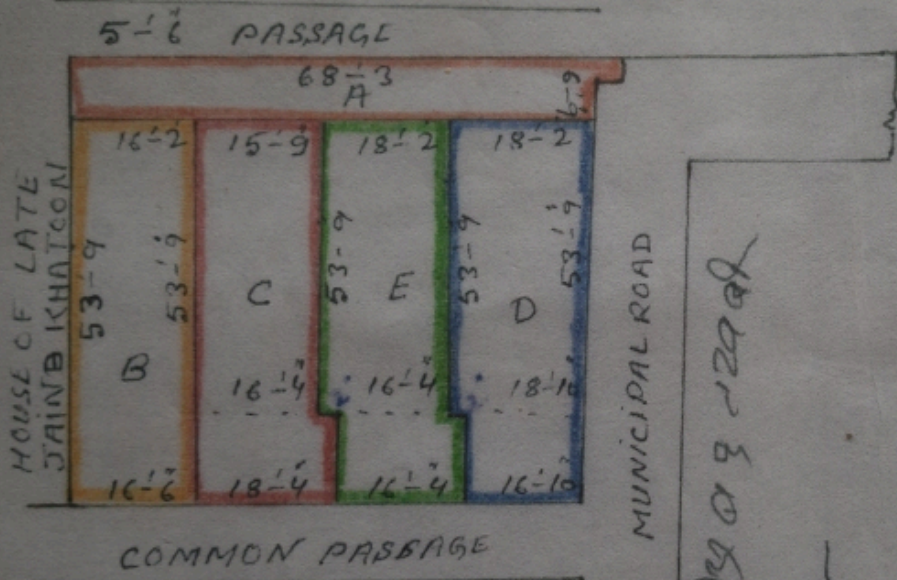 5'-6" PASSAGE
68'-3
A
6-9
16'-2 15'-9 18'-2 18'-2
HOUSE OF LATE
JAINB KHATOON
53'-9
53'-9
53-9
53-9
53'-9
B
C
E
D
16'-4" 16'-4" 18'-10"
16'-6" 18'-4" 16'-4" 16'-10"
MUNICIPAL ROAD
COMMON PASSAGE